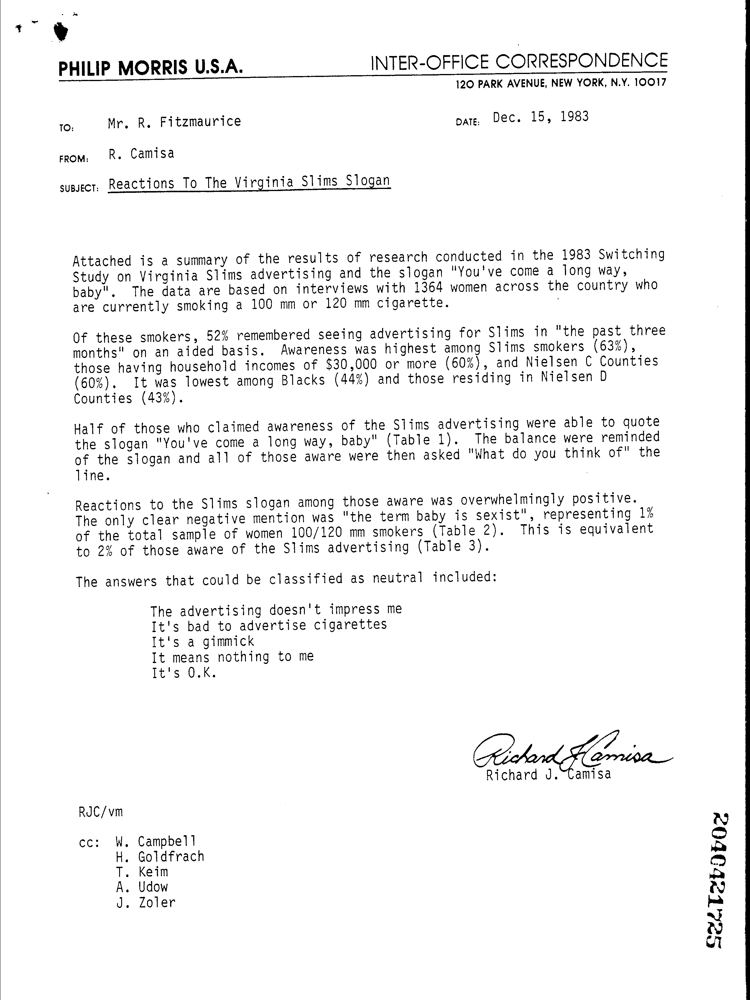 PHILIP MORRIS U.S.A. INTER-OFFICE CORRESPONDENCE
120 PARK AVENUE, NEW YORK, N.Y. 10017
TO: Mr. R. Fitzmaurice DATE: Dec. 15, 1983
FROM: R. Camisa
SUBJECT: Reactions To The Virginia Slims Slogan
Attached is a summary of the results of research conducted in the 1983 Switching
Study on Virginia Slims advertising and the slogan "You've come a long way,
baby". The data are based on interviews with 1364 women across the country who
are currently smoking a 100 mm or 120 mm cigarette.
Of these smokers, 52% remembered seeing advertising for Slims in "the past three
months" on an aided basis. Awareness was highest among Slims smokers (63%),
those having household incomes of $30,000 or more (60%), and Nielsen C Counties
(60%). It was lowest among Blacks (44%) and those residing in Nielsen D
Counties (43%).
Half of those who claimed awareness of the Slims advertising were able to quote
the slogan "You've come a long way, baby" (Table 1). The balance were reminded
of the slogan and all of those aware were then asked "What do you think of" the
line.
Reactions to the Slims slogan among those aware was overwhelmingly positive.
The only clear negative mention was "the term baby is sexist", representing 1%
of the total sample of women 100/120 mm smokers (Table 2). This is equivalent
to 2% of those aware of the Slims advertising (Table 3).
The answers that could be classified as neutral included:
The advertising doesn't impress me
It's bad to advertise cigarettes
It's a gimmick
It means nothing to me
It's O.K.
Richard J Camisa
Richard J. Camisa
RJC/vm
cc: W. Campbell
H. Goldfrach
T. Keim
A. Udow
J. Zoler
2040421725